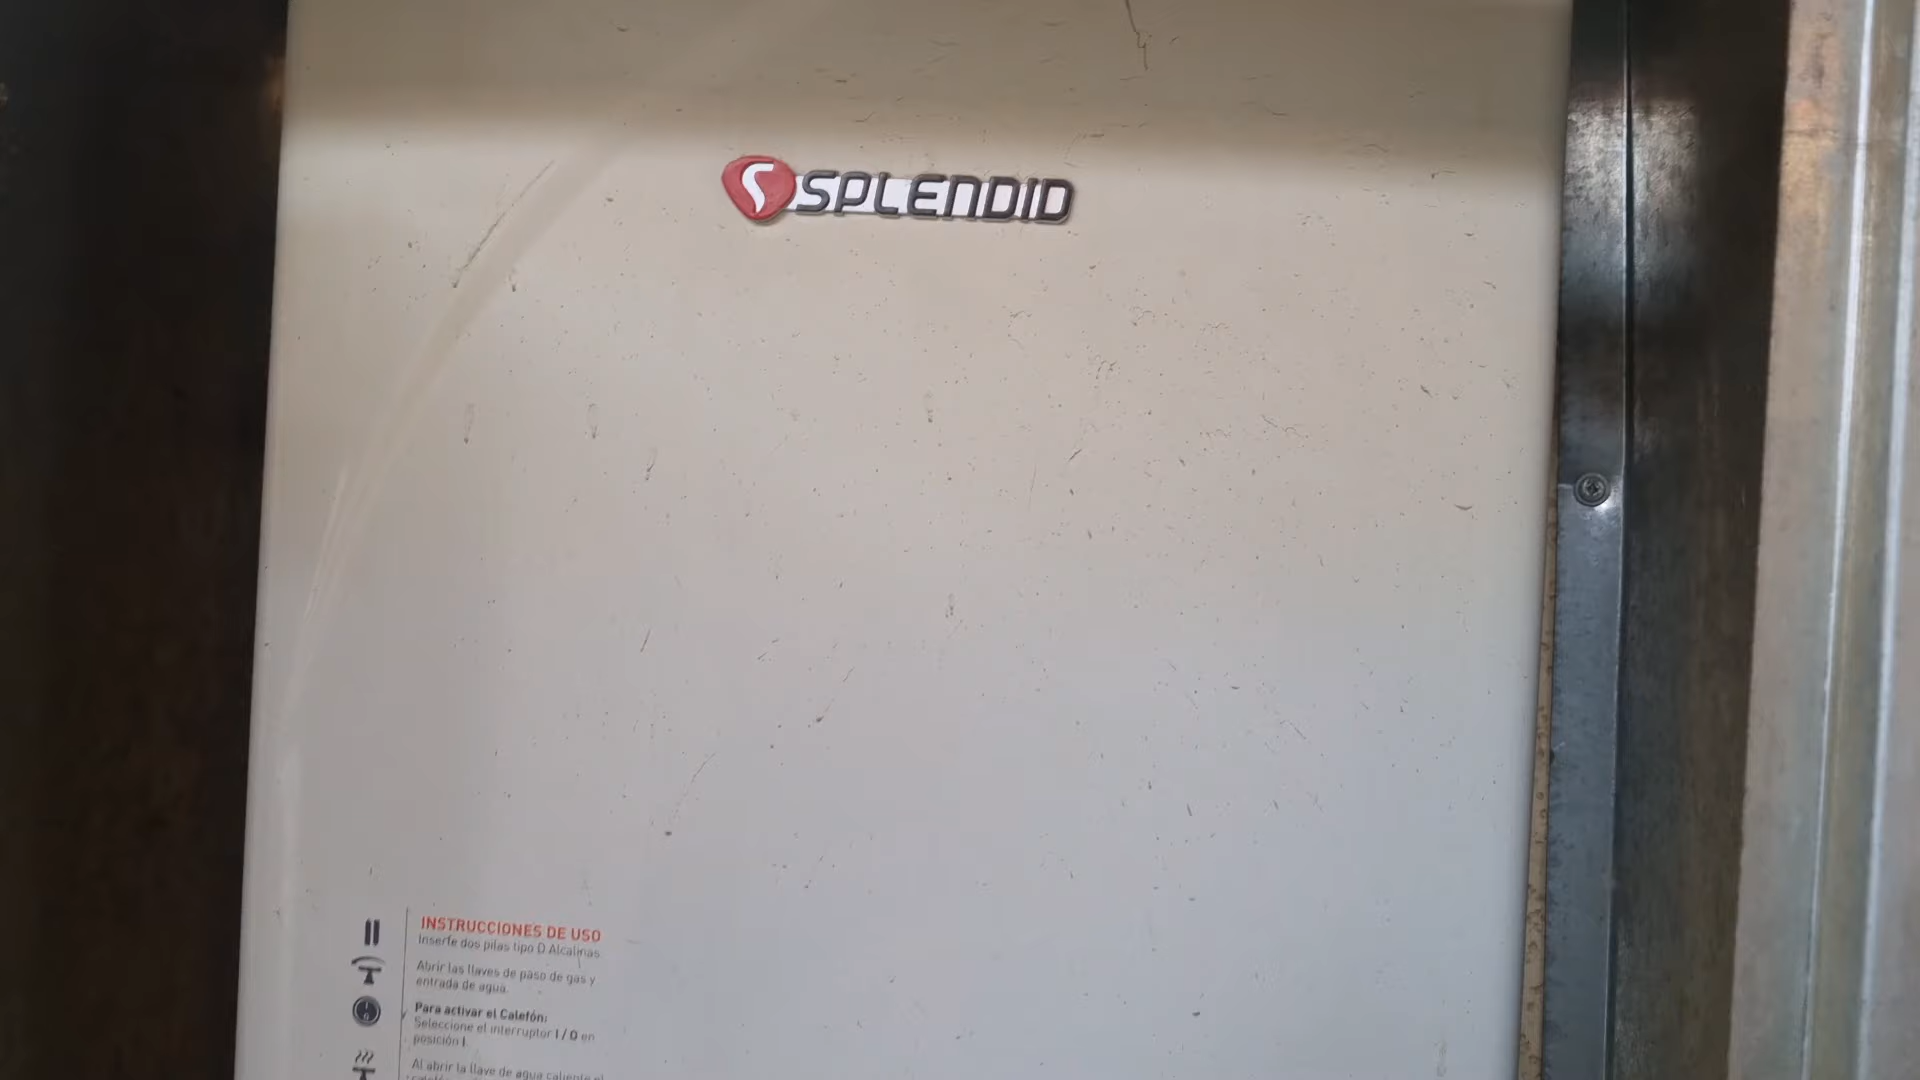 SPLENDID
INSTRUCCIONES DE USO
Inserte dos pilas tipo D Alcalinas
Abrir las llaves de paso de gas y
entrada de agua.
Para activar el Calefón:
Seleccione el interruptor I / O en
posición I
Al abrir la llave de agua caliente el